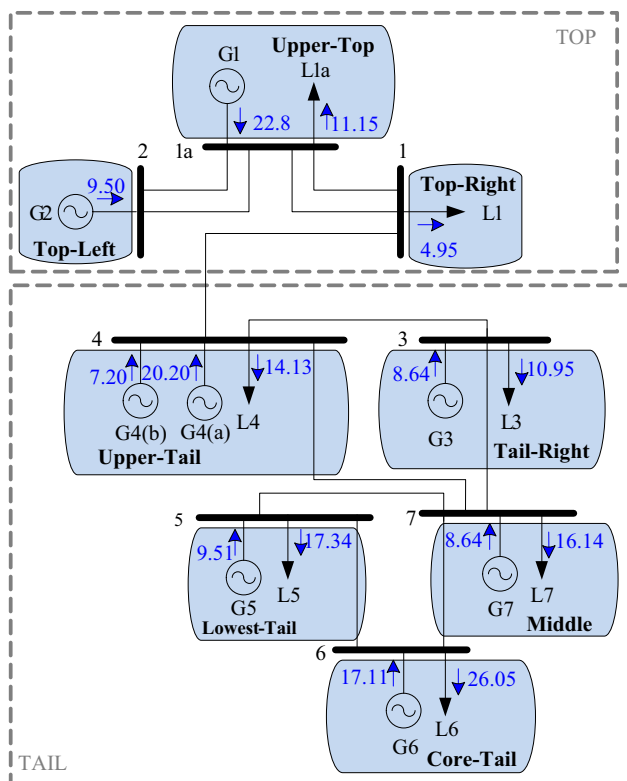 TOP
Upper-Top
G1
L1a
22.8
11.15
2
1a
1
9.50
Top-Right
G2
L1
Top-Left
4.95
4
3
7.20
20.20
14.13
8.64
10.95
G4(b)
G4(a)
L4
G3
L3
Upper-Tail
Tail-Right
5
7
9.51
17.34
8.64
16.14
G5
L5
G7
L7
Lowest-Tail
Middle
6
17.11
26.05
G6
L6
Core-Tail
TAIL